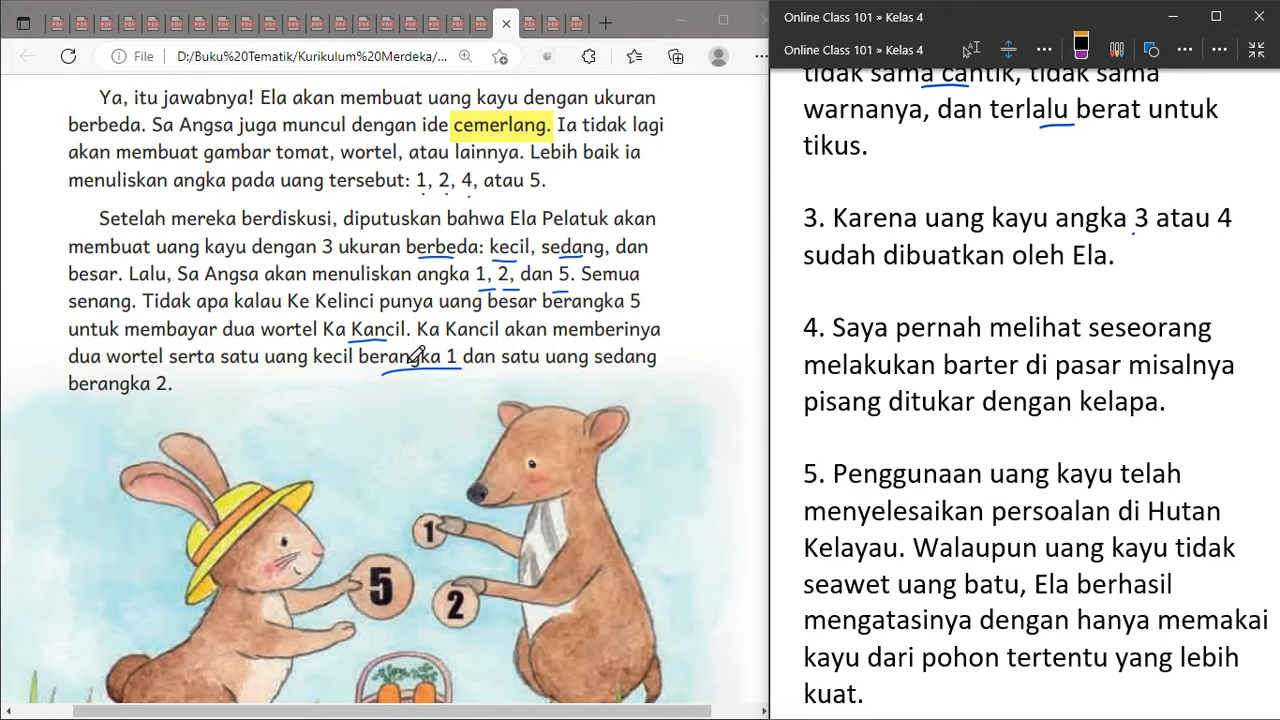 File
D:/Buku%20Tematik/Kurikulum%20Merdeka/...
Ya, itu jawabnya! Ela akan membuat uang kayu dengan ukuran
berbeda. Sa Angsa juga muncul dengan ide cemerlang. Ia tidak lagi
akan membuat gambar tomat, wortel, atau lainnya. Lebih baik ia
menuliskan angka pada uang tersebut: 1, 2, 4, atau 5.
Setelah mereka berdiskusi, diputuskan bahwa Ela Pelatuk akan
membuat uang kayu dengan 3 ukuran berbeda: kecil, sedang, dan
besar. Lalu, Sa Angsa akan menuliskan angka 1, 2, dan 5. Semua
senang. Tidak apa kalau Ke Kelinci punya uang besar berangka 5
untuk membayar dua wortel Ka Kancil. Ka Kancil akan memberinya
dua wortel serta satu uang kecil berangka 1 dan satu uang sedang
berangka 2.
1
5
2
Online Class 101 » Kelas 4
Online Class 101 » Kelas 4
tidak sama cantik, tidak sama
warnanya, dan terlalu berat untuk
tikus.
3. Karena uang kayu angka 3 atau 4
sudah dibuatkan oleh Ela.
4. Saya pernah melihat seseorang
melakukan barter di pasar misalnya
pisang ditukar dengan kelapa.
5. Penggunaan uang kayu telah
menyelesaikan persoalan di Hutan
Kelayau. Walaupun uang kayu tidak
seawet uang batu, Ela berhasil
mengatasinya dengan hanya memakai
kayu dari pohon tertentu yang lebih
kuat.